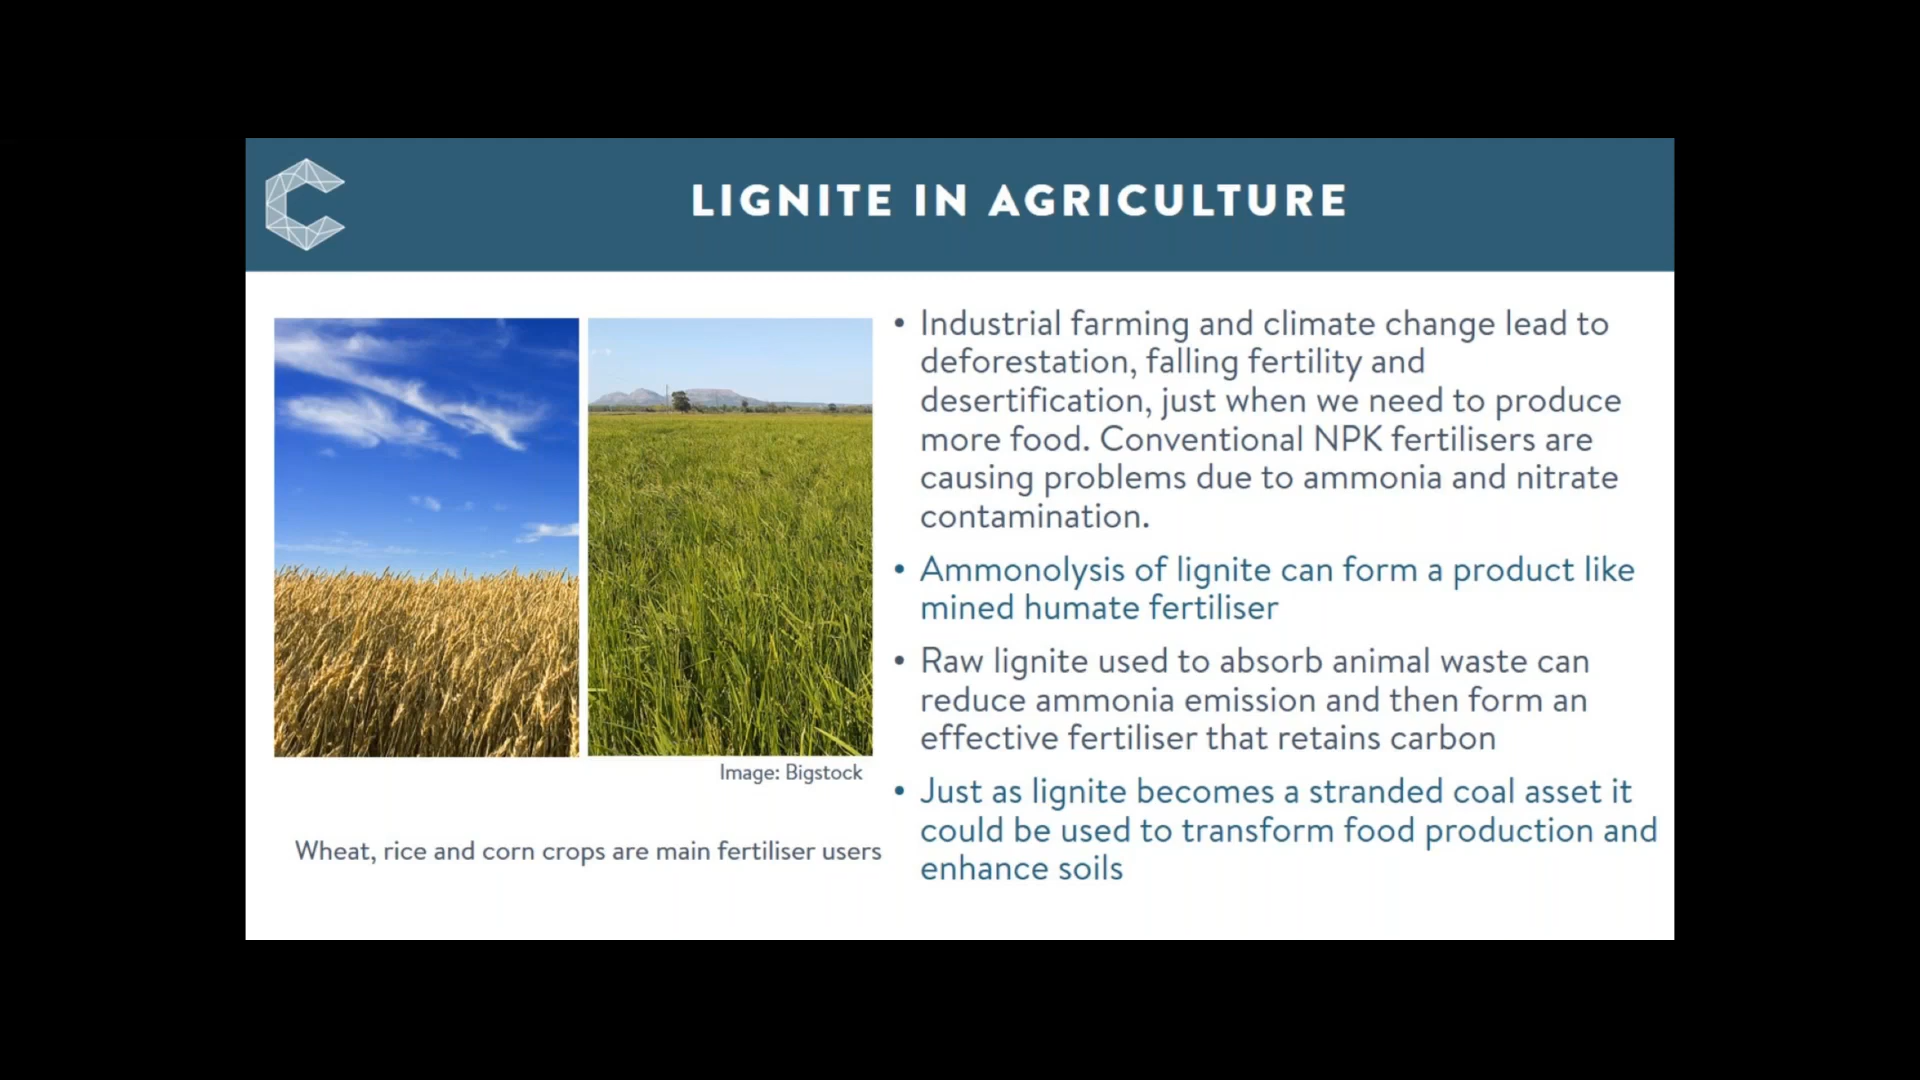 LIGNITE IN AGRICULTURE
Image: Bigstock
Wheat, rice and corn crops are main fertiliser users
• Industrial farming and climate change lead to
deforestation, falling fertility and
desertification, just when we need to produce
more food. Conventional NPK fertilisers are
causing problems due to ammonia and nitrate
contamination.
• Ammonolysis of lignite can form a product like
mined humate fertiliser
• Raw lignite used to absorb animal waste can
reduce ammonia emission and then form an
effective fertiliser that retains carbon
• Just as lignite becomes a stranded coal asset it
could be used to transform food production and
enhance soils